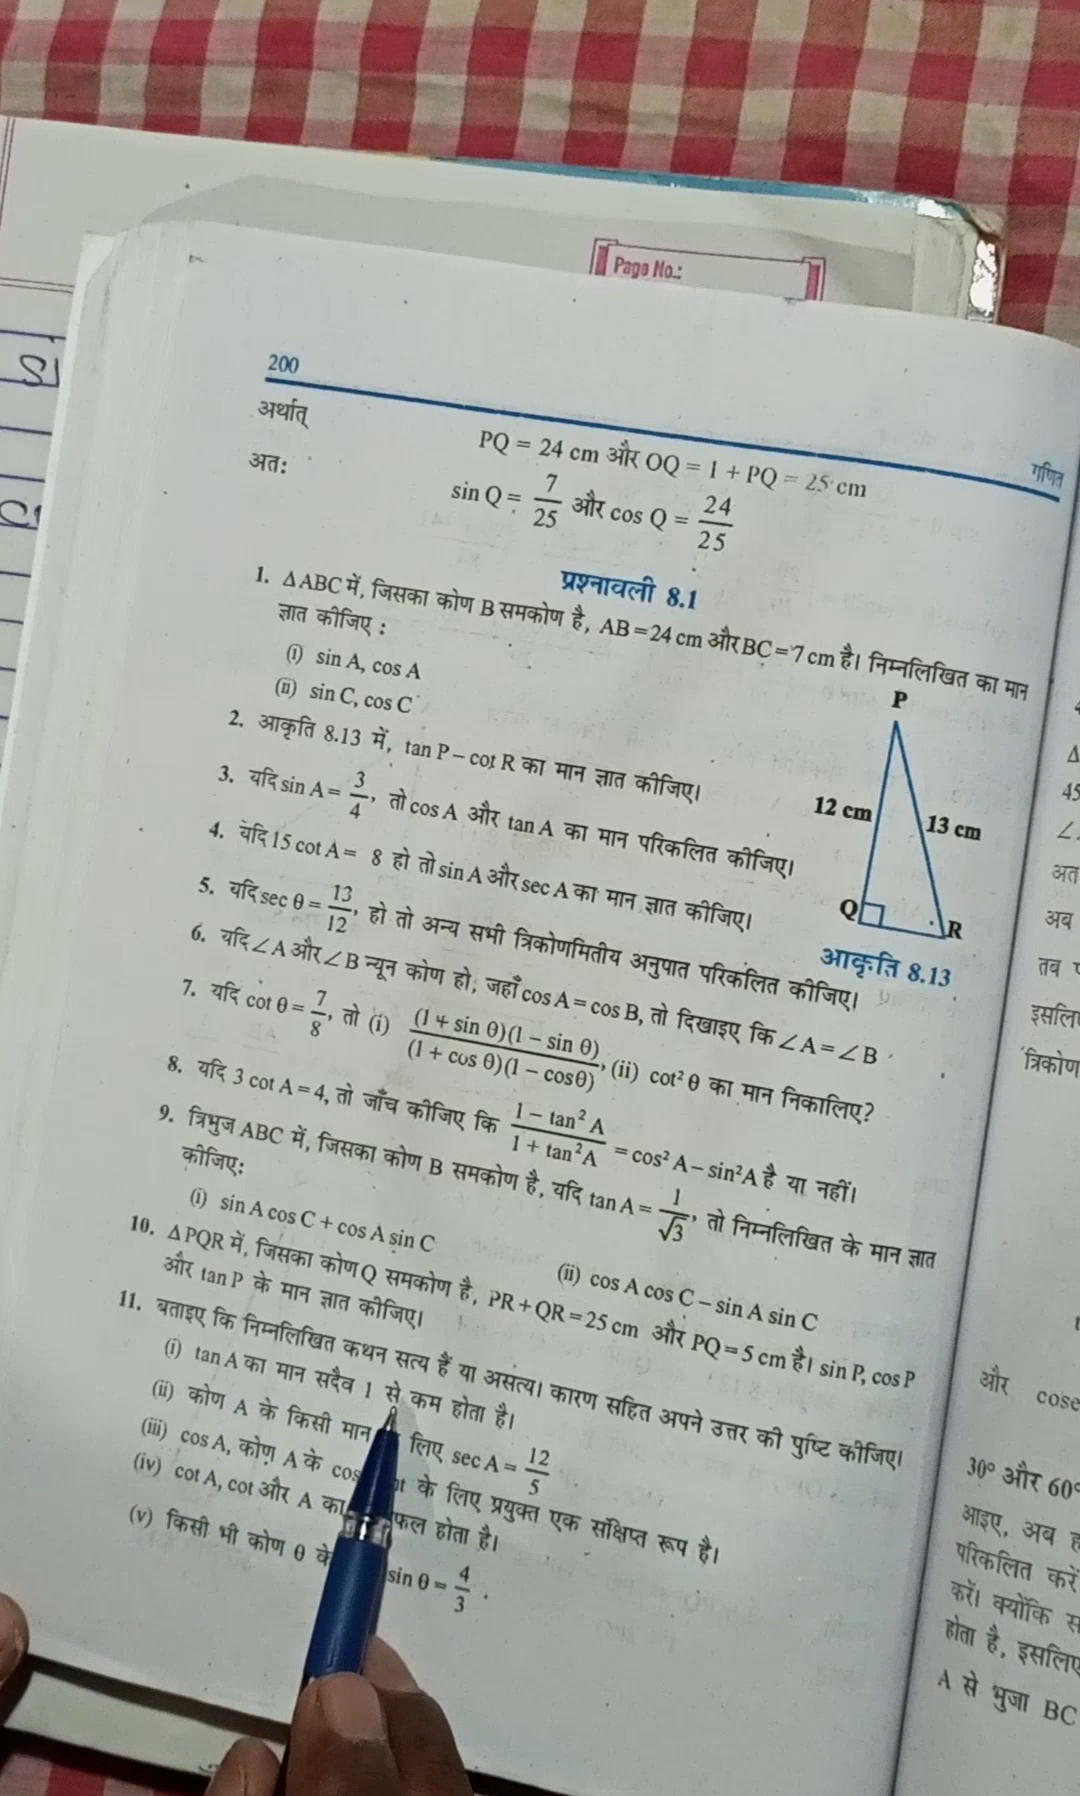 Page No.:
200
गणित
अर्थात्
PQ = 24 cm और OQ = 1 + PQ = 25 cm
अतः
sin Q = 7/25 और cos Q = 24/25
प्रश्नावली 8.1
1. △ABC में, जिसका कोण B समकोण है, AB = 24 cm और BC = 7 cm है। निम्नलिखित का मान
ज्ञात कीजिए :
(i) sin A, cos A
(ii) sin C, cos C
2. आकृति 8.13 में, tan P – cot R का मान ज्ञात कीजिए।
3. यदि sin A = 3/4, तो cos A और tan A का मान परिकलित कीजिए।
4. यदि 15 cot A = 8 हो तो sin A और sec A का मान ज्ञात कीजिए।
5. यदि sec θ = 13/12, हो तो अन्य सभी त्रिकोणमितीय अनुपात परिकलित कीजिए।
P
12 cm
13 cm
Q
R
आकृति 8.13
6. यदि ∠A और ∠B न्यून कोण हो, जहाँ cos A = cos B, तो दिखाइए कि ∠A = ∠B
7. यदि cot θ = 7/8, तो (i) (1 + sin θ)(1 – sin θ)/(1 + cos θ)(1 – cosθ), (ii) cot² θ का मान निकालिए?
8. यदि 3 cot A = 4, तो जाँच कीजिए कि 1 – tan² A/1 + tan² A = cos² A – sin²A है या नहीं।
9. त्रिभुज ABC में, जिसका कोण B समकोण है, यदि tan A = 1/√3, तो निम्नलिखित के मान ज्ञात
कीजिए:
(i) sin A cos C + cos A sin C
(ii) cos A cos C – sin A sin C
10. △PQR में, जिसका कोण Q समकोण है, PR + QR = 25 cm और PQ = 5 cm है। sin P, cos P
और tan P के मान ज्ञात कीजिए।
11. बताइए कि निम्नलिखित कथन सत्य हैं या असत्य। कारण सहित अपने उत्तर की पुष्टि कीजिए।
(i) tan A का मान सदैव 1 से कम होता है।
(ii) कोण A के किसी मान लिए sec A = 12/5
(iii) cos A, कोण A के के लिए प्रयुक्त एक संक्षिप्त रूप है।
(iv) cot A, cot और A का होता है।
(v) किसी भी कोण θ sin θ = 4/3 .
45
अत
अब
तब
त्रिकोण
और cose
30° और 60°
आइए, अब
परिकलित करें
करें। क्योंकि
होता है, इसलिए
A से भुजा BC